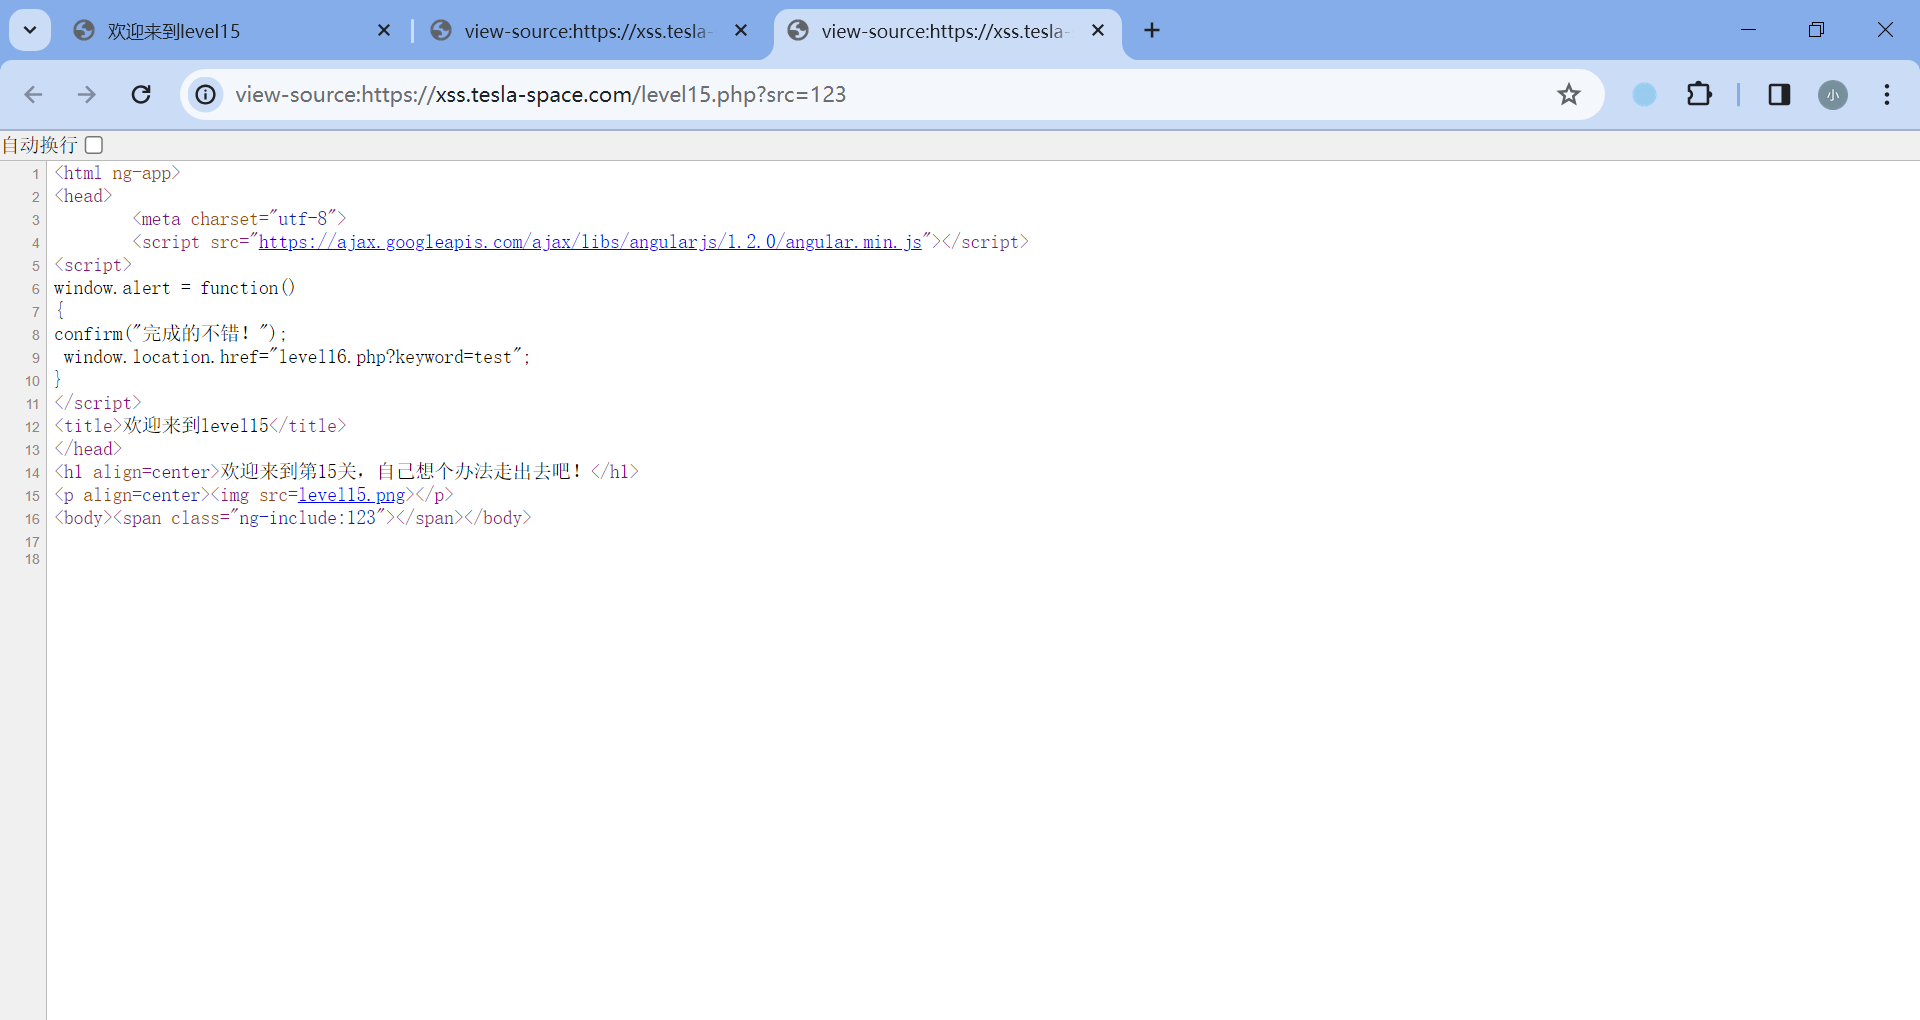 欢迎来到level15
view-source:https://xss.tesla-
view-source:https://xss.tesla-
view-source:https://xss.tesla-space.com/level15.php?src=123
小
自动换行
1 <html ng-app>
2 <head>
3 <meta charset="utf-8">
4 <script src="https://ajax.googleapis.com/ajax/libs/angularjs/1.2.0/angular.min.js"></script>
5 <script>
6 window.alert = function()
7 {
8 confirm("完成的不错！");
9 window.location.href="level16.php?keyword=test";
10 }
11 </script>
12 <title>欢迎来到level15</title>
13 </head>
14 <h1 align=center>欢迎来到第15关，自己想个办法走出去吧！</h1>
15 <p align=center><img src=level15.png></p>
16 <body><span class="ng-include:123"></span></body>
17
18